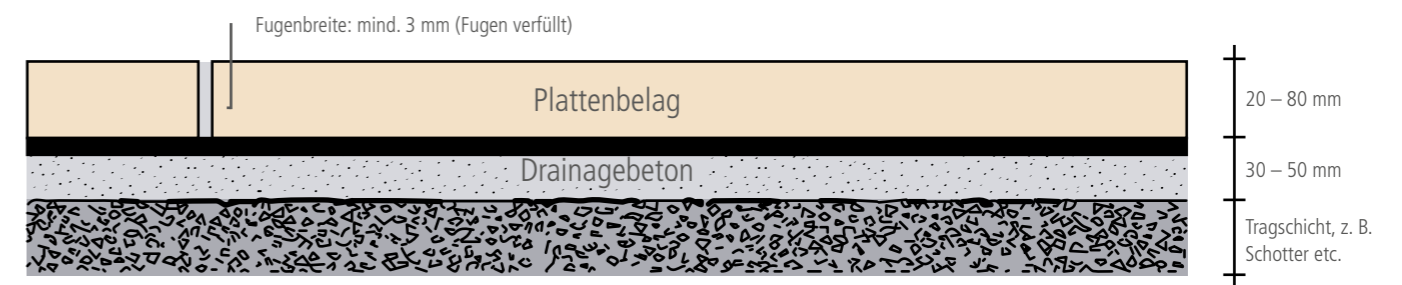 Fugenbreite: mind. 3 mm (Fugen verfüllt)
Plattenbelag
20 – 80 mm
Drainagebeton
30 – 50 mm
Tragschicht, z. B.
Schotter etc.